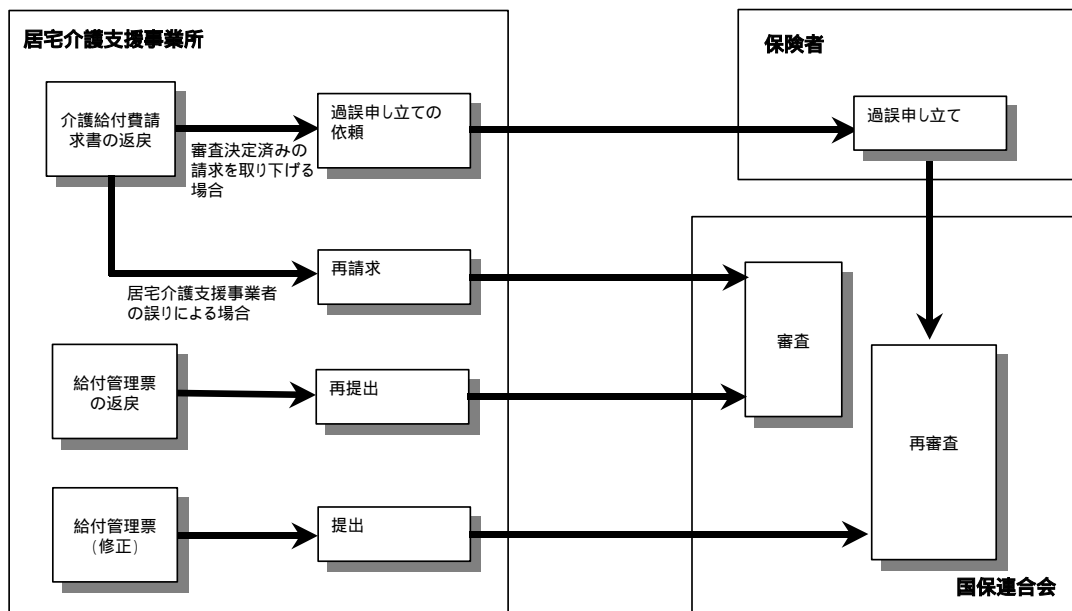 居宅介護支援事業所
保険者
介護給付費請
求書の返戻
過誤申し立ての
依頼
過誤申し立て
審査決定済みの
請求を取り下げる
場合
再請求
居宅介護支援事業者
の誤りによる場合
審査
給付管理票
の返戻
再提出
再審査
給付管理票
(修正)
提出
国保連合会